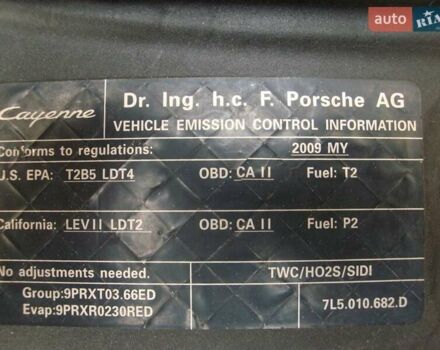 auto RIA
Cayenne
Dr. Ing. h.c. F. Porsche AG
VEHICLE EMISSION CONTROL INFORMATION
Conforms to regulations: 2009 MY
U.S. EPA: T2B5 LDT4 OBD: CA II Fuel: T2
California: LEVII LDT2 OBD: CA II Fuel: P2
No adjustments needed. TWC/HO2S/SIDI
Group:9PRXT03.66ED
Evap:9PRXR0230RED
7L5.010.682.D